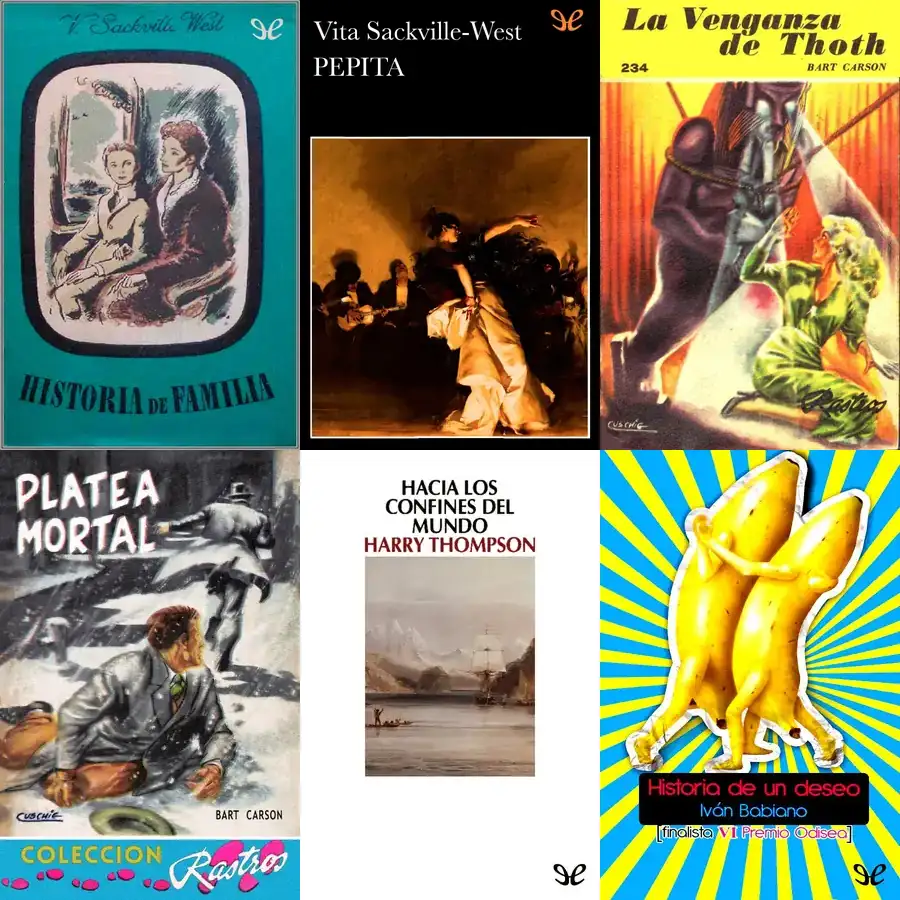 V. Sackville West
HISTORIA DE FAMILIA
Vita Sackville-West
PEPITA
La Venganza
de Thoth
234
BART CARSON
Rastros
CUSCHIE
PLATEA
MORTAL
CUSCHIE
BART CARSON
COLECCION
Rastros
HACIA LOS
CONFINES DEL
MUNDO
HARRY THOMPSON
Historia de un deseo
Iván Babiano
[finalista VI Premio Odisea]